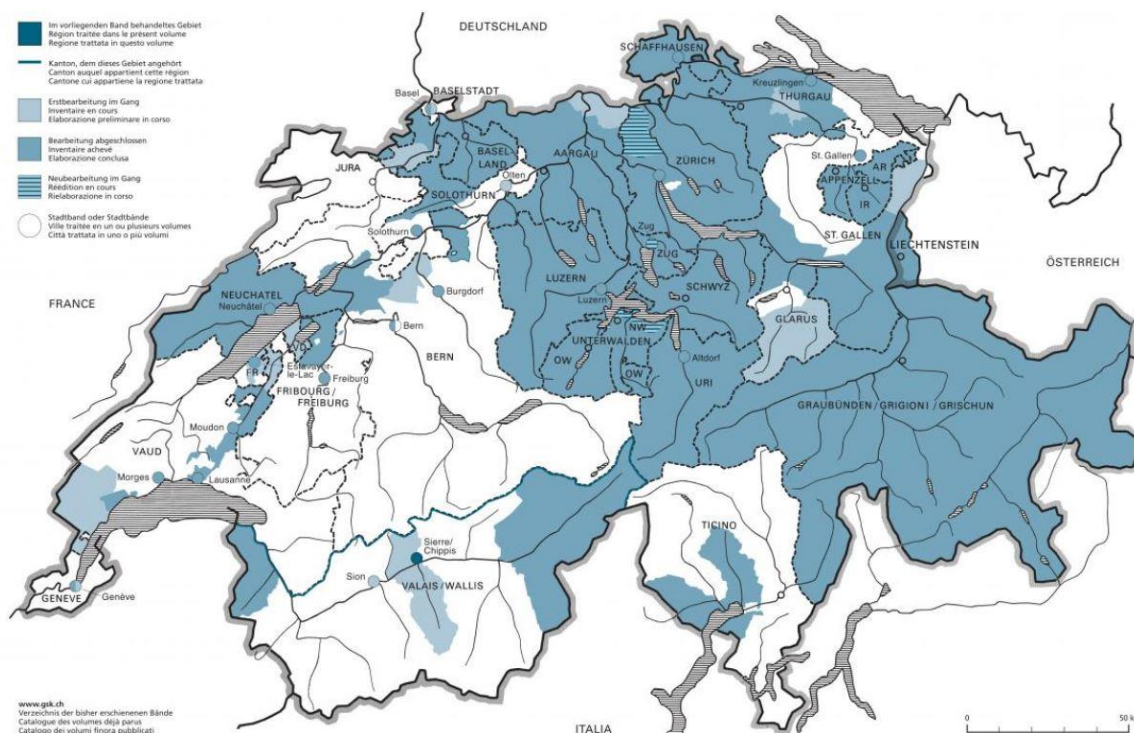 Im vorliegenden Band behandeltes Gebiet
Région traitée dans le présent volume
Regione trattata in questo volume
Kanton, dem dieses Gebiet angehört
Canton auquel appartient cette région
Cantone cui appartiene la regione trattata
Erstbearbeitung im Gang
Inventaire en cours
Elaborazione preliminare in corso
Bearbeitung abgeschlossen
Inventaire achevé
Elaborazione conclusa
Neubearbeitung im Gang
Réédition en cours
Rielaborazione in corso
Stadtband oder Stadtbände
Ville traitée en un ou plusieurs volumes
Città trattata in uno o più volumi
DEUTSCHLAND
SCHAFFHAUSEN
Kreuzlingen
THURGAU
Basel
BASELSTADT
BASEL-
LAND
AARGAU
ZÜRICH
JURA
SOLOTHURN
Olten
St. Gallen
AR
APPENZELL
IR
ST. GALLEN
Solothurn
Zug
ZUG
LIECHTENSTEIN
ÖSTERREICH
FRANCE
NEUCHATEL
Neuchâtel
Burgdorf
LUZERN
Luzern
SCHWYZ
GLARUS
Bern
BERN
NW
UNTERWALDEN
OW
OW
Altdorf
URI
VD
FR
Estavayer-
le-Lac
Freiburg
FRIBOURG /
FREIBURG
GRAUBÜNDEN / GRIGIONI / GRISCHUN
Moudon
VAUD
Morges
Lausanne
TICINO
Sierre/
Chippis
Sion
VALAIS / WALLIS
GENEVE
Genève
www.gsk.ch
Verzeichnis der bisher erschienenen Bände
Catalogue des volumes déjà parus
Catalogo dei volumi finora pubblicati
ITALIA
0
50 k